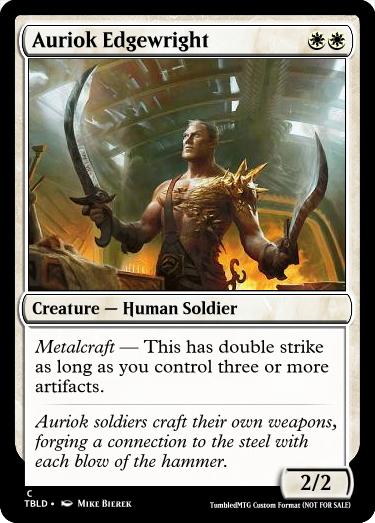 Auriok Edgewright
Creature — Human Soldier
Metalcraft — This has double strike
as long as you control three or more
artifacts.
Auriok soldiers craft their own weapons,
forging a connection to the steel with
each blow of the hammer.
2/2
C
TBLD • Mike Bierek
TumbledMTG Custom Format (NOT FOR SALE)